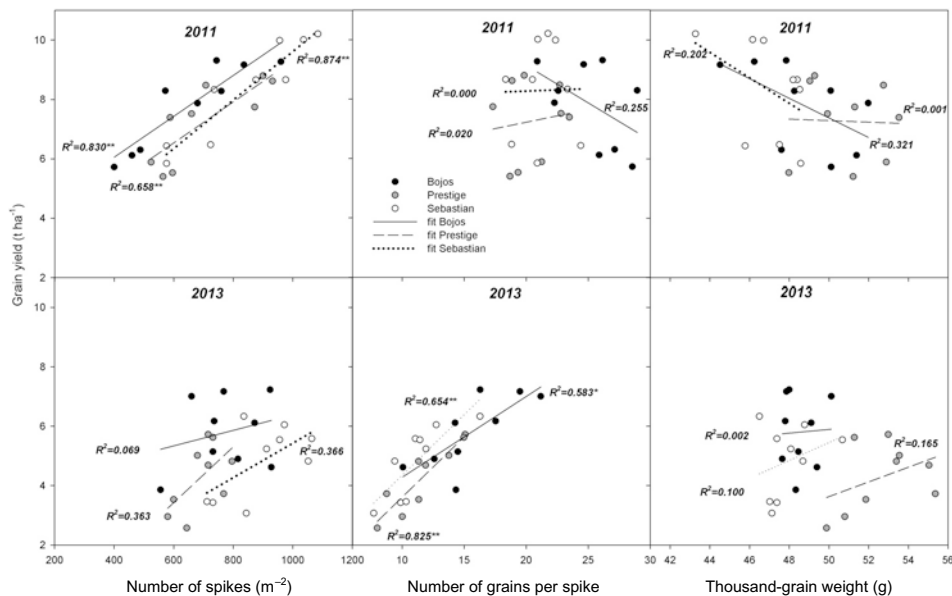 2011
2011
2011
10
8
6
4
2
R²=0.874**
R²=0.830**
R²=0.658**
R²=0.000
R²=0.020
R²=0.255
R²=0.202
R²=0.001
R²=0.321
Bojos
Prestige
Sebastian
fit Bojos
fit Prestige
fit Sebastian
Grain yield (t ha⁻¹)
2013
2013
2013
10
8
6
4
2
R²=0.069
R²=0.366
R²=0.363
R²=0.654**
R²=0.583*
R²=0.825**
R²=0.002
R²=0.165
R²=0.100
200 400 600 800 1000 1200 10 15 20 25 30 42 44 46 48 50 52 54 56
Number of spikes (m⁻²) Number of grains per spike Thousand-grain weight (g)